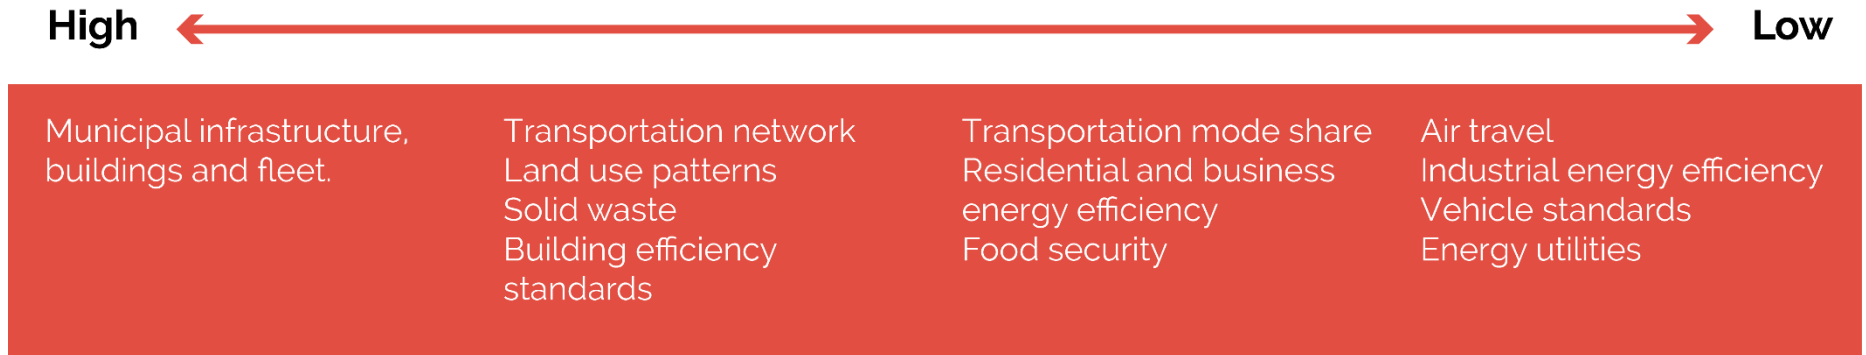 High
Low
Municipal infrastructure,
buildings and fleet.
Transportation network
Land use patterns
Solid waste
Building efficiency
standards
Transportation mode share
Residential and business
energy efficiency
Food security
Air travel
Industrial energy efficiency
Vehicle standards
Energy utilities